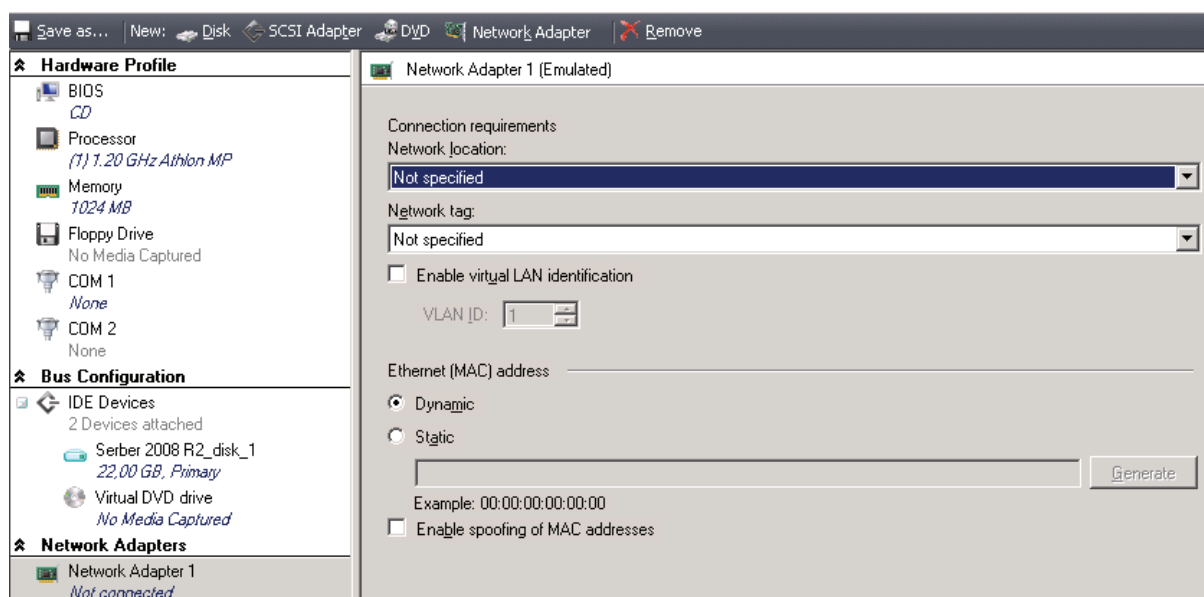 Save as... New: Disk SCSI Adapter DVD Network Adapter Remove
Hardware Profile
BIOS
CD
Processor
(1) 1.20 GHz Athlon MP
Memory
1024 MB
Floppy Drive
No Media Captured
COM 1
None
COM 2
None
Bus Configuration
IDE Devices
2 Devices attached
Serber 2008 R2_disk_1
22,00 GB, Primary
Virtual DVD drive
No Media Captured
Network Adapters
Network Adapter 1
Not connected
Network Adapter 1 (Emulated)
Connection requirements
Network location:
Not specified
Network tag:
Not specified
Enable virtual LAN identification
VLAN ID: 1
Ethernet (MAC) address
Dynamic
Static
Generate
Example: 00:00:00:00:00:00
Enable spoofing of MAC addresses